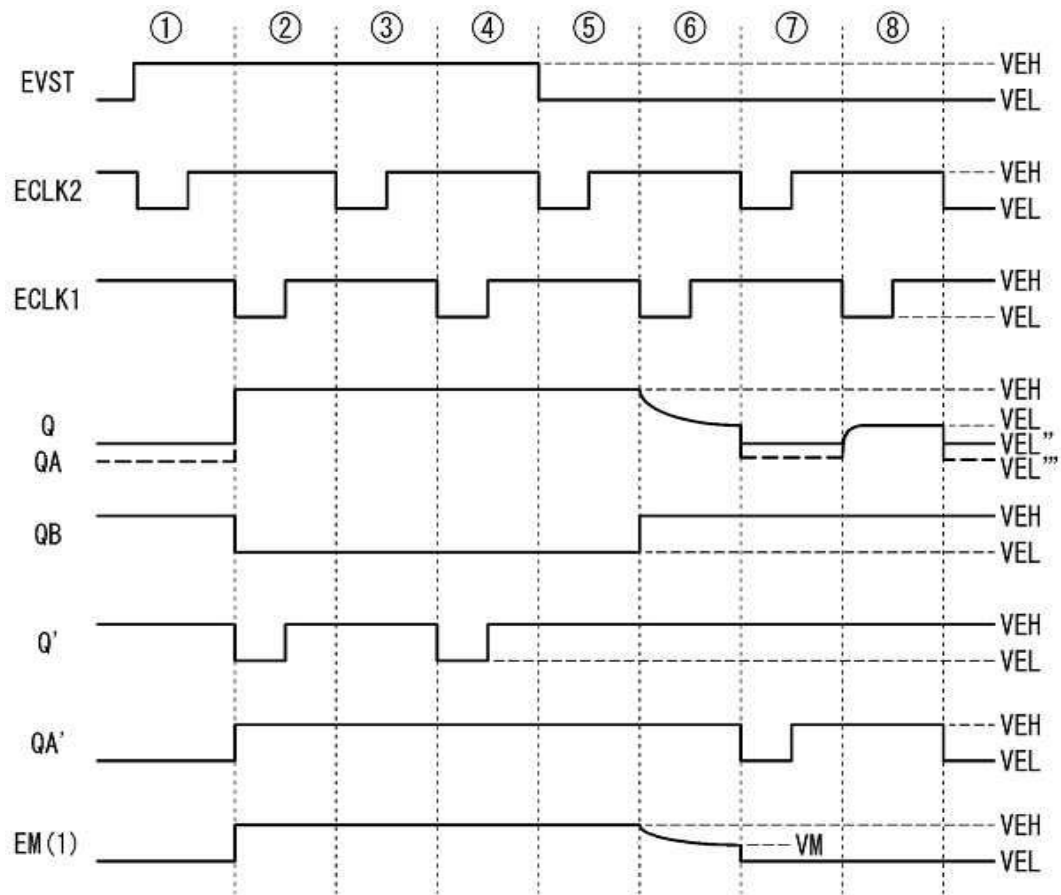 ① ② ③ ④ ⑤ ⑥ ⑦ ⑧
EVST
VEH
VEL
ECLK2
VEH
VEL
ECLK1
VEH
VEL
Q
QA
VEH
VEL
VEL"
VEL"'
QB
VEH
VEL
Q'
VEH
VEL
QA'
VEH
VEL
EM(1)
VEH
VM
VEL